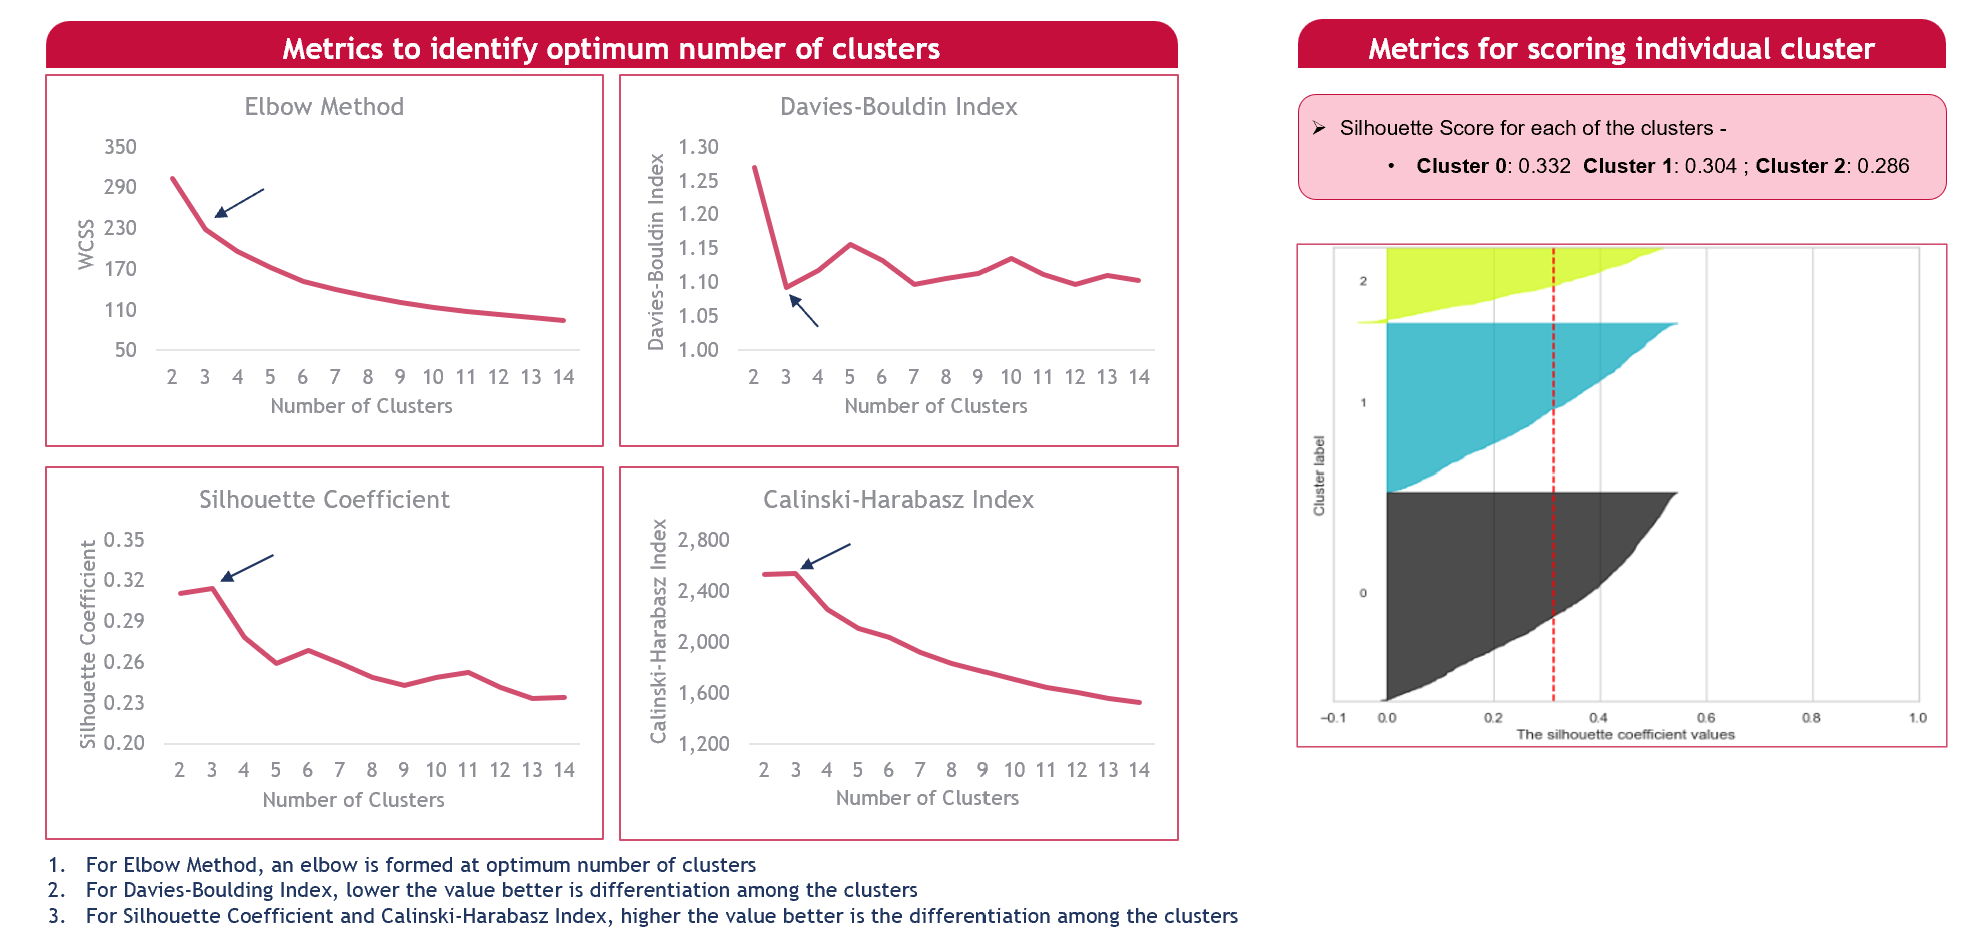 Metrics to identify optimum number of clusters
Elbow Method
WCSS
350
290
230
170
110
50
2 3 4 5 6 7 8 9 10 11 12 13 14
Number of Clusters
Davies-Bouldin Index
Davies-Bouldin Index
1.30
1.25
1.20
1.15
1.10
1.05
1.00
2 3 4 5 6 7 8 9 10 11 12 13 14
Number of Clusters
Silhouette Coefficient
Silhouette Coefficient
0.35
0.32
0.29
0.26
0.23
0.20
2 3 4 5 6 7 8 9 10 11 12 13 14
Number of Clusters
Calinski-Harabasz Index
Calinski-Harabasz Index
2,800
2,400
2,000
1,600
1,200
2 3 4 5 6 7 8 9 10 11 12 13 14
Number of Clusters
1. For Elbow Method, an elbow is formed at optimum number of clusters
2. For Davies-Boulding Index, lower the value better is differentiation among the clusters
3. For Silhouette Coefficient and Calinski-Harabasz Index, higher the value better is the differentiation among the clusters
Metrics for scoring individual cluster
➢ Silhouette Score for each of the clusters -
• Cluster 0: 0.332 Cluster 1: 0.304 ; Cluster 2: 0.286
Cluster label
2
1
0
−0.1 0.0 0.2 0.4 0.6 0.8 1.0
The silhouette coefficient values